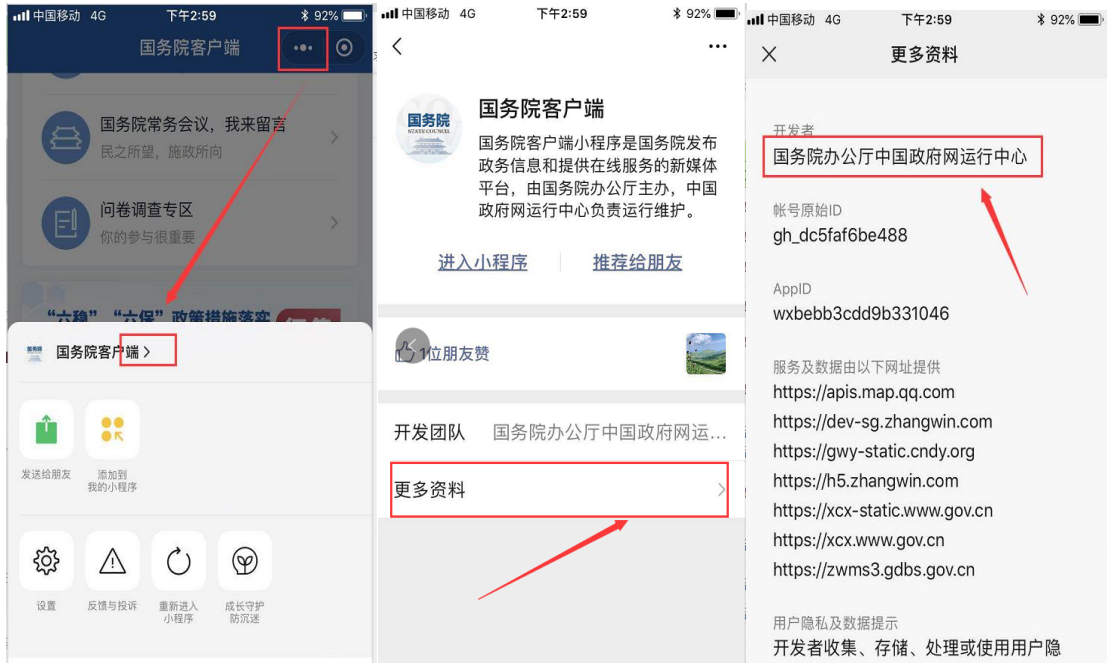 中国移动 4G 下午2:59 92%
国务院客户端
国务院常务会议，我来留言
民之所望，施政所向
问卷调查专区
你的参与很重要
“六稳”“六保”政策措施落实
国务院客户端
发送给朋友
添加到
我的小程序
设置
反馈与投诉
重新进入
小程序
成长守护
防沉迷
中国移动 4G 下午2:59 92%
国务院
STATE COUNCIL
国务院客户端
国务院客户端小程序是国务院发布
政务信息和提供在线服务的新媒体
平台，由国务院办公厅主办，中国
政府网运行中心负责运行维护。
进入小程序
推荐给朋友
1位朋友赞
开发团队 国务院办公厅中国政府网运...
更多资料
中国移动 4G 下午2:59 92%
更多资料
开发者
国务院办公厅中国政府网运行中心
帐号原始ID
gh_dc5faf6be488
AppID
wxbebb3cdd9b331046
服务及数据由以下网址提供
https://apis.map.qq.com
https://dev-sg.zhangwin.com
https://gwy-static.cndy.org
https://h5.zhangwin.com
https://xcx-static.www.gov.cn
https://xcx.www.gov.cn
https://zwms3.gdbs.gov.cn
用户隐私及数据提示
开发者收集、存储、处理或使用用户隐